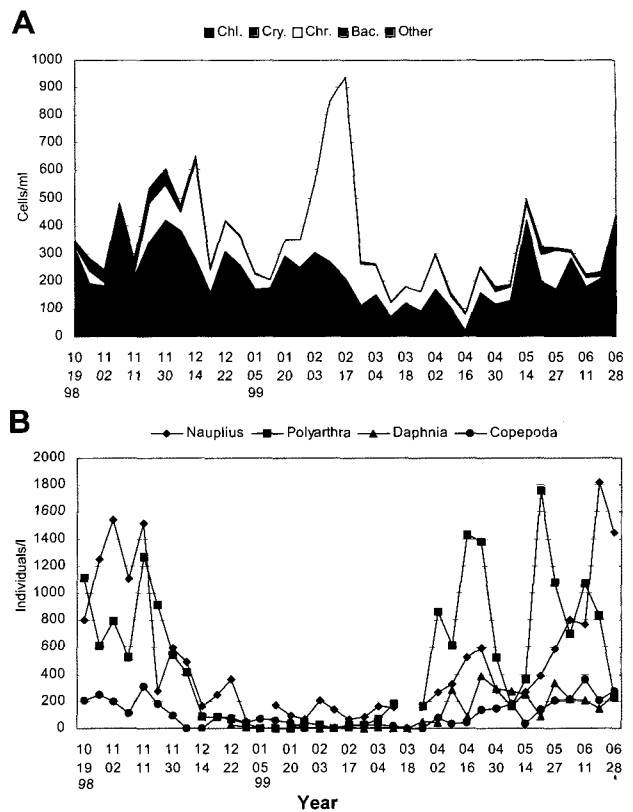 A
Chl. Cry. Chr. Bac. Other
1000
900
800
700
600
500
400
300
200
100
0
Cells/ml
10 11 11 11 12 12 01 01 02 02 03 03 04 04 04 05 05 06 06
19 02 11 30 14 22 05 20 03 17 04 18 02 16 30 14 27 11 28
98 99
B
Nauplius Polyarthra Daphnia Copepoda
2000
1800
1600
1400
1200
1000
800
600
400
200
0
Individuals/l
10 11 11 11 12 12 01 01 02 02 03 03 04 04 04 05 05 06 06
19 02 11 30 14 22 05 20 03 17 04 18 02 16 30 14 27 11 28
98 99
Year